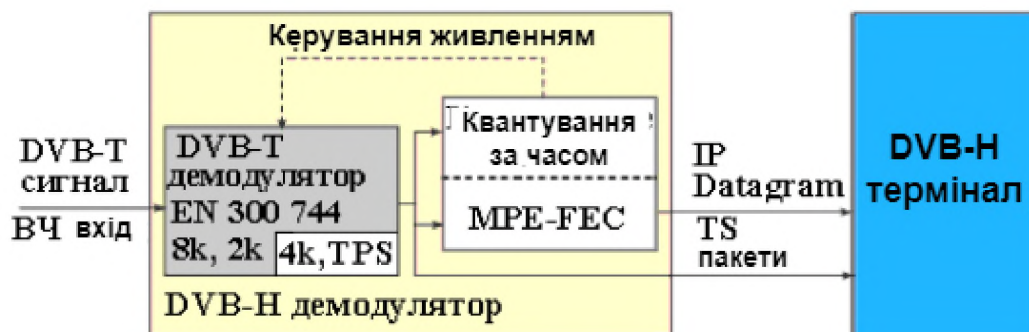 Керування живленням
DVB-T
сигнал
ВЧ вхід
DVB-T
демодулятор
EN 300 744
8k, 2k
4k, TPS
Квантування
за часом
MPE-FEC
DVB-H демодулятор
IP
Datagram
TS
пакети
DVB-H
термінал